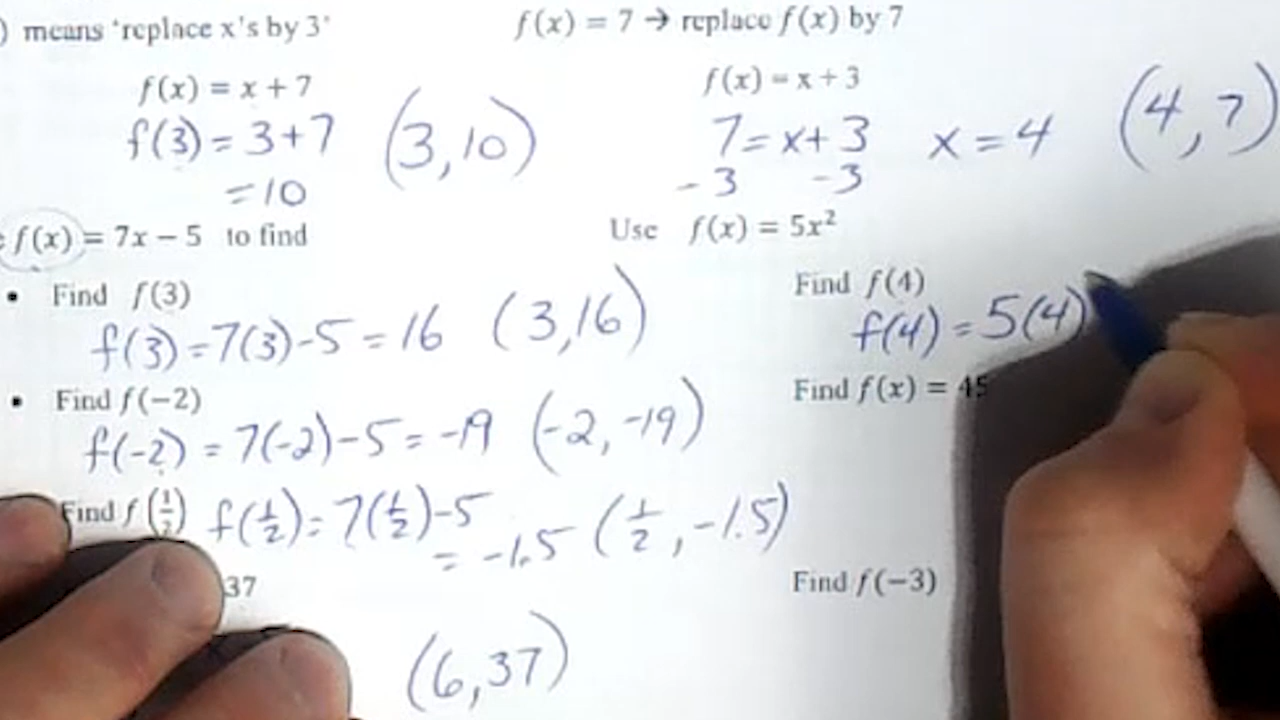 ) means 'replace x's by 3'
f(x) = x + 7
f(3) = 3+7 (3,10)
=10
f(x) = 7x − 5 to find
• Find f(3)
f(3) = 7(3)-5 = 16 (3,16)
• Find f(−2)
f(-2) = 7(-2)-5 = -19 (-2,-19)
Find f(1/2) f(1/2) = 7(1/2)-5
= -1.5 (1/2, -1.5)
37
(6,37)
f(x) = 7 → replace f(x) by 7
f(x) = x + 3
7 = x+3 x = 4 (4,7)
-3 -3
Use f(x) = 5x²
Find f(4)
f(4) = 5(4)
Find f(x) = 45
Find f(−3)